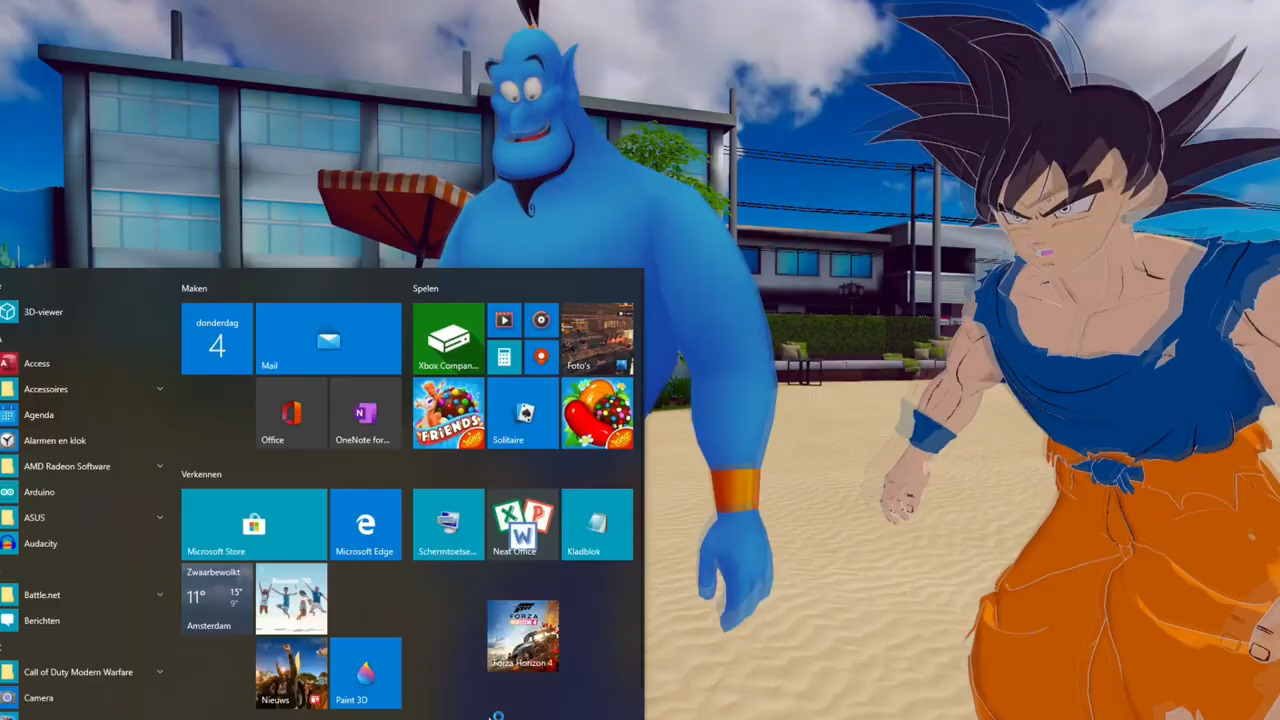 3D-viewer
Access
Accessoires
Agenda
Alarmen en klok
AMD Radeon Software
Arduino
ASUS
Audacity
Battle.net
Berichten
Call of Duty Modern Warfare
Camera
Maken
donderdag
4
Mail
Office
OneNote for...
Verkennen
Microsoft Store
Microsoft Edge
Zwaarbewolkt
11°
15°
9°
Amsterdam
Nieuws
Paint 3D
Spelen
Xbox Compan...
Foto's
FRIENDS
Solitaire
Schermtoetse...
Neat Office
Kladblok
FORZA
HORIZON 4
Forza Horizon 4